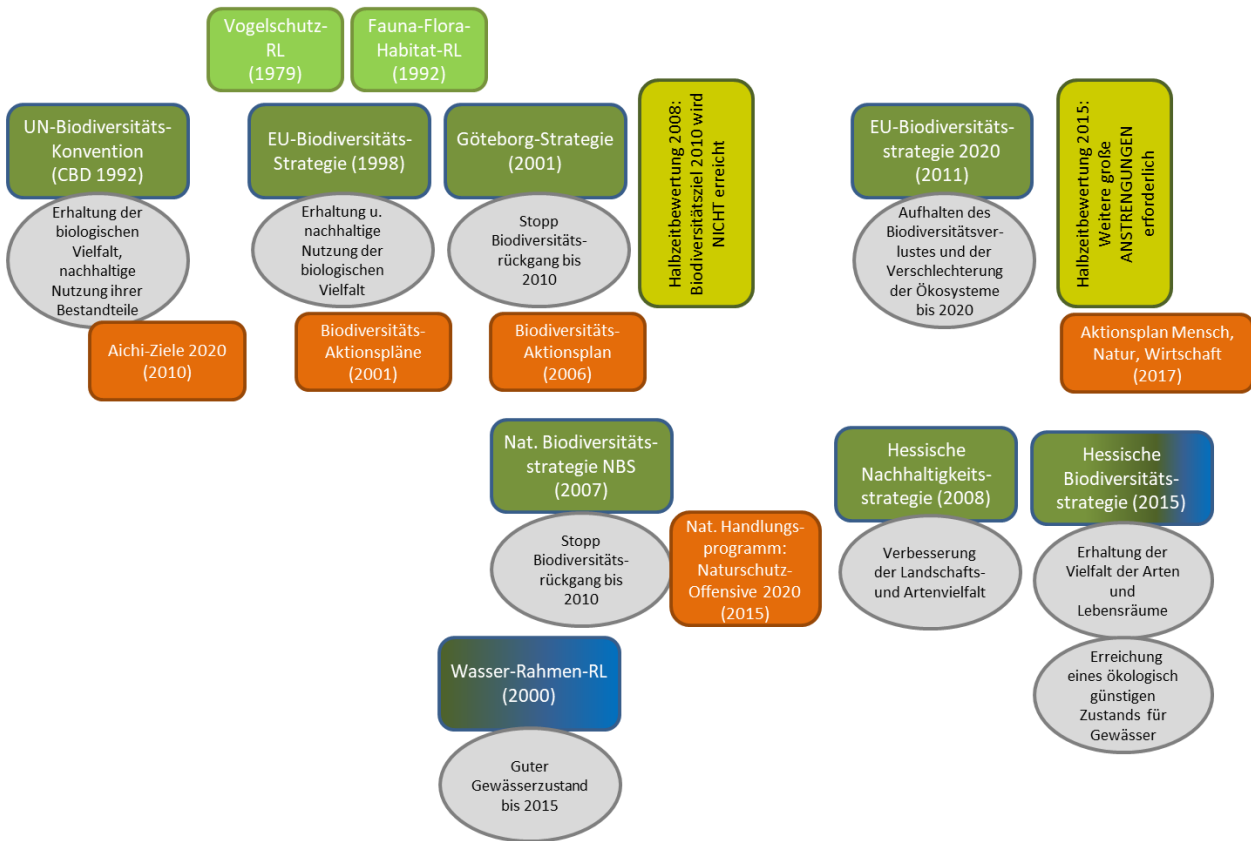 Vogelschutz-
RL
(1979)
Fauna-Flora-
Habitat-RL
(1992)
UN-Biodiversitäts-
Konvention
(CBD 1992)
Erhaltung der
biologischen
Vielfalt,
nachhaltige
Nutzung ihrer
Bestandteile
Aichi-Ziele 2020
(2010)
EU-Biodiversitäts-
Strategie (1998)
Erhaltung u.
nachhaltige
Nutzung der
biologischen
Vielfalt
Biodiversitäts-
Aktionspläne
(2001)
Göteborg-Strategie
(2001)
Stopp
Biodiversitäts-
rückgang bis
2010
Biodiversitäts-
Aktionsplan
(2006)
Halbzeitbewertung 2008:
Biodiversitätsziel 2010 wird
NICHT erreicht
EU-Biodiversitäts-
strategie 2020
(2011)
Aufhalten des
Biodiversitätsver-
lustes und der
Verschlechterung
der Ökosysteme
bis 2020
Halbzeitbewertung 2015:
Weitere große
ANSTRENGUNGEN
erforderlich
Aktionsplan Mensch,
Natur, Wirtschaft
(2017)
Nat. Biodiversitäts-
strategie NBS
(2007)
Stopp
Biodiversitäts-
rückgang bis
2010
Nat. Handlungs-
programm:
Naturschutz-
Offensive 2020
(2015)
Hessische
Nachhaltigkeits-
strategie (2008)
Verbesserung
der Landschafts-
und Artenvielfalt
Hessische
Biodiversitäts-
strategie (2015)
Erhaltung der
Vielfalt der Arten
und
Lebensräume
Erreichung
eines ökologisch
günstigen
Zustands für
Gewässer
Wasser-Rahmen-RL
(2000)
Guter
Gewässerzustand
bis 2015